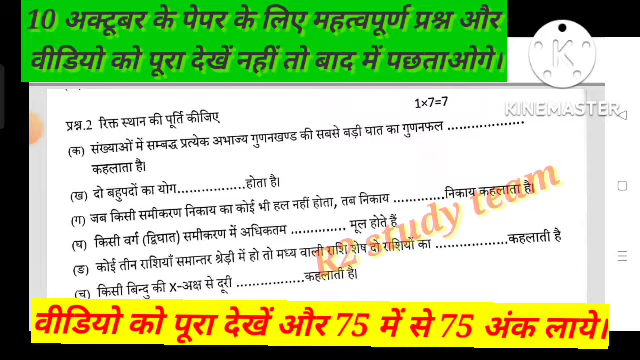 10 अक्टूबर के पेपर के लिए महत्वपूर्ण प्रश्न और
वीडियो को पूरा देखें नहीं तो बाद में पछताओगे।
KINEMASTER
1×7=7
प्रश्न.2 रिक्त स्थान की पूर्ति कीजिए
(क) संख्याओं में सम्बद्ध प्रत्येक अभाज्य गुणनखण्ड की सबसे बड़ी घात का गुणनफल ....................
कहलाता है।
(ख) दो बहुपदों का योग..................होता है।
(ग) जब किसी समीकरण निकाय का कोई भी हल नहीं होता, तब निकाय ..............निकाय कहलाता है।
(घ) किसी वर्ग (द्विघात) समीकरण में अधिकतम .............. मूल होते हैं
(ङ) कोई तीन राशियाँ समान्तर श्रेड़ी में हो तो मध्य वाली राशि शेष दो राशियों का ...................कहलाती है
(च) किसी बिन्दु की x-अक्ष से दूरी ..................कहलाती है।
R2 study team
वीडियो को पूरा देखें और 75 में से 75 अंक लाये।